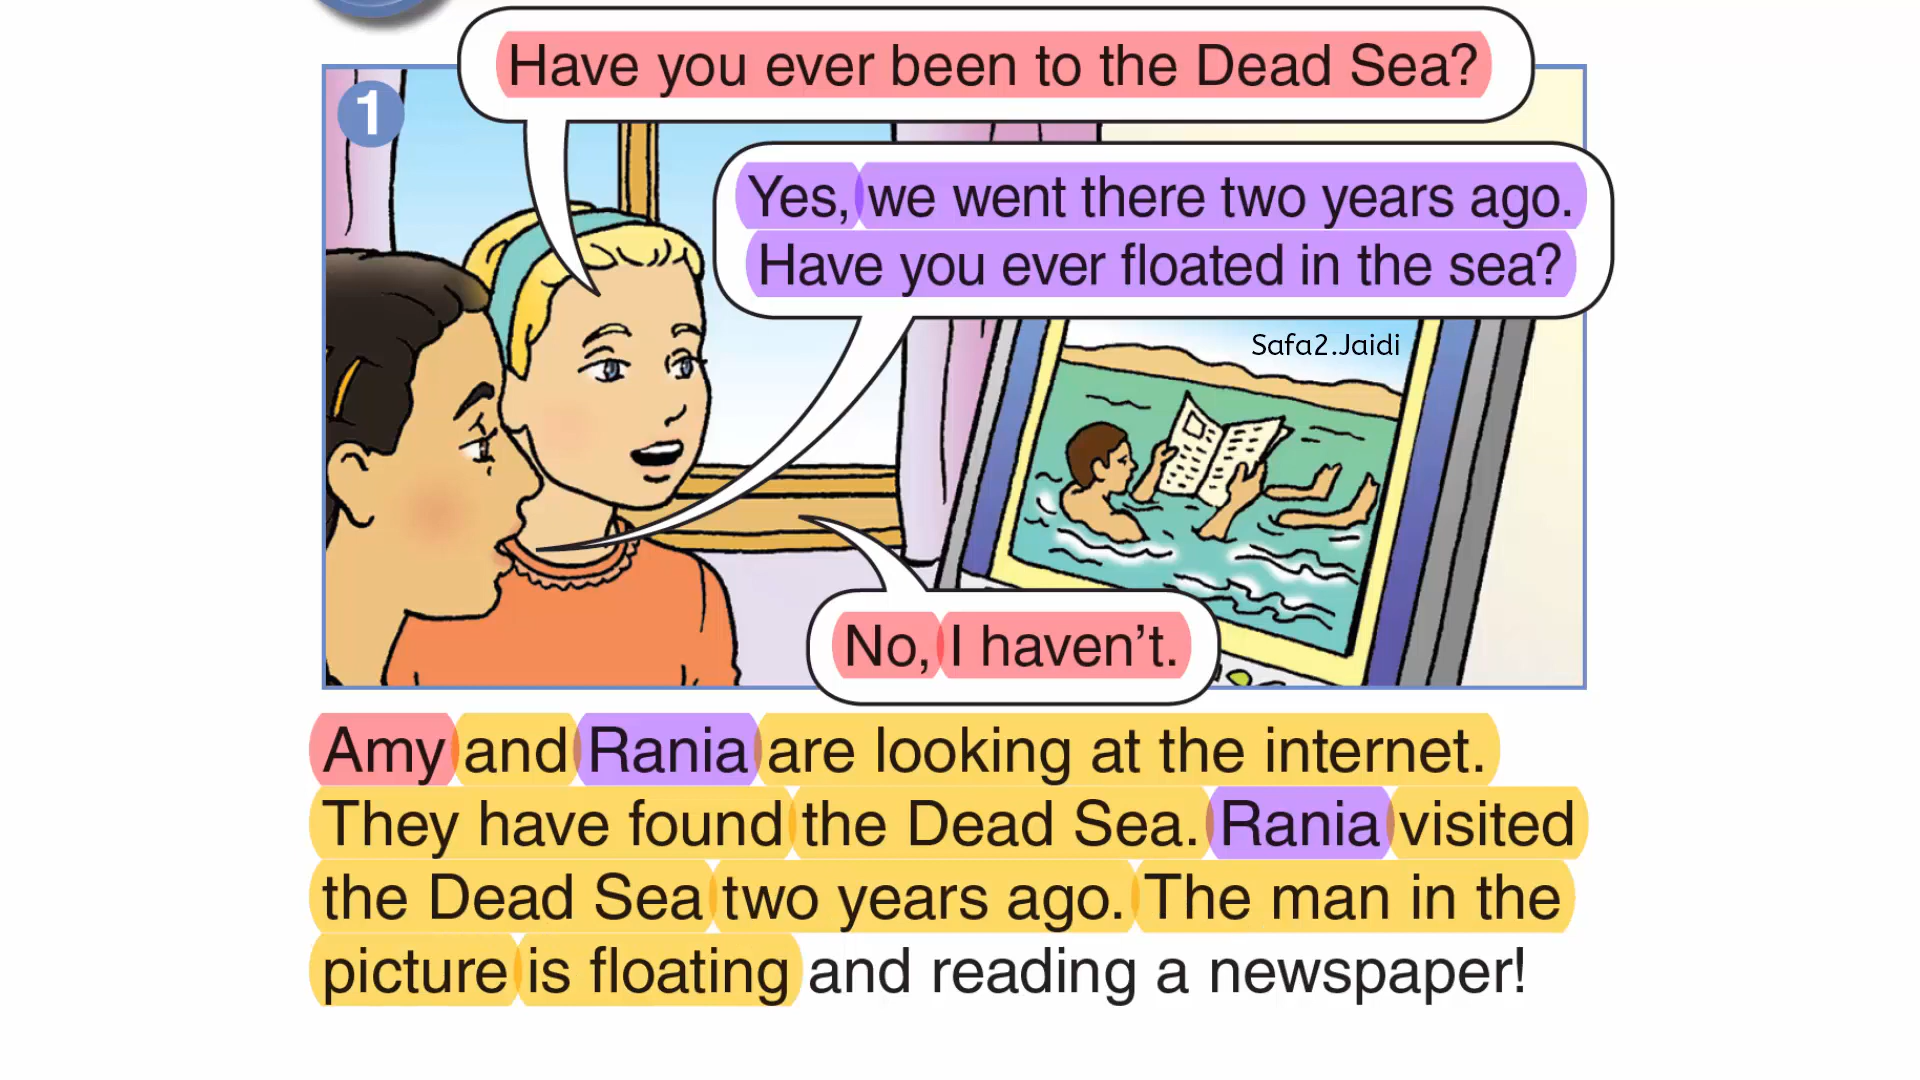 Have you ever been to the Dead Sea?
1
Yes, we went there two years ago.
Have you ever floated in the sea?
Safa2.Jaidi
No, I haven't.
Amy and Rania are looking at the internet.
They have found the Dead Sea. Rania visited
the Dead Sea two years ago. The man in the
picture is floating and reading a newspaper!